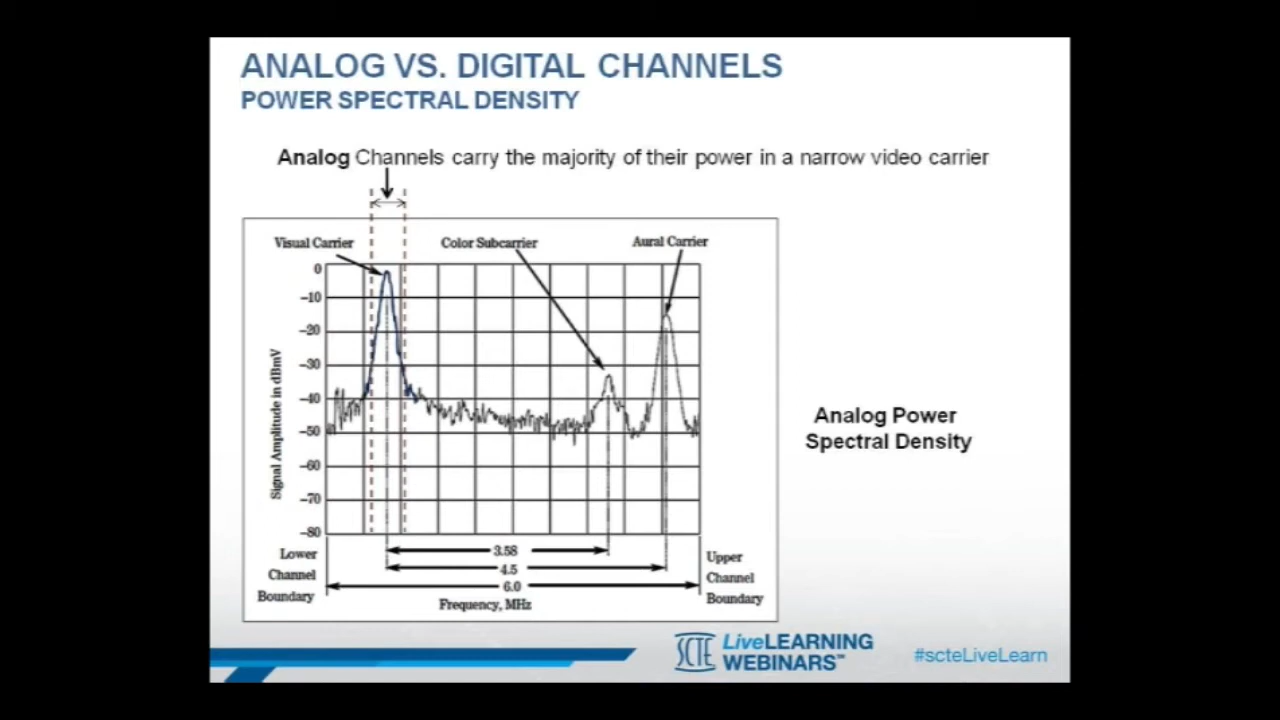 ANALOG VS. DIGITAL CHANNELS
POWER SPECTRAL DENSITY
Analog Channels carry the majority of their power in a narrow video carrier
Visual Carrier
Color Subcarrier
Aural Carrier
Signal Amplitude in dBmV
0
-10
-20
-30
-40
-50
-60
-70
-80
3.58
4.5
6.0
Lower
Channel
Boundary
Frequency, MHz
Upper
Channel
Boundary
Analog Power
Spectral Density
SCTE
LiveLEARNING
WEBINARS™
#scteLiveLearn